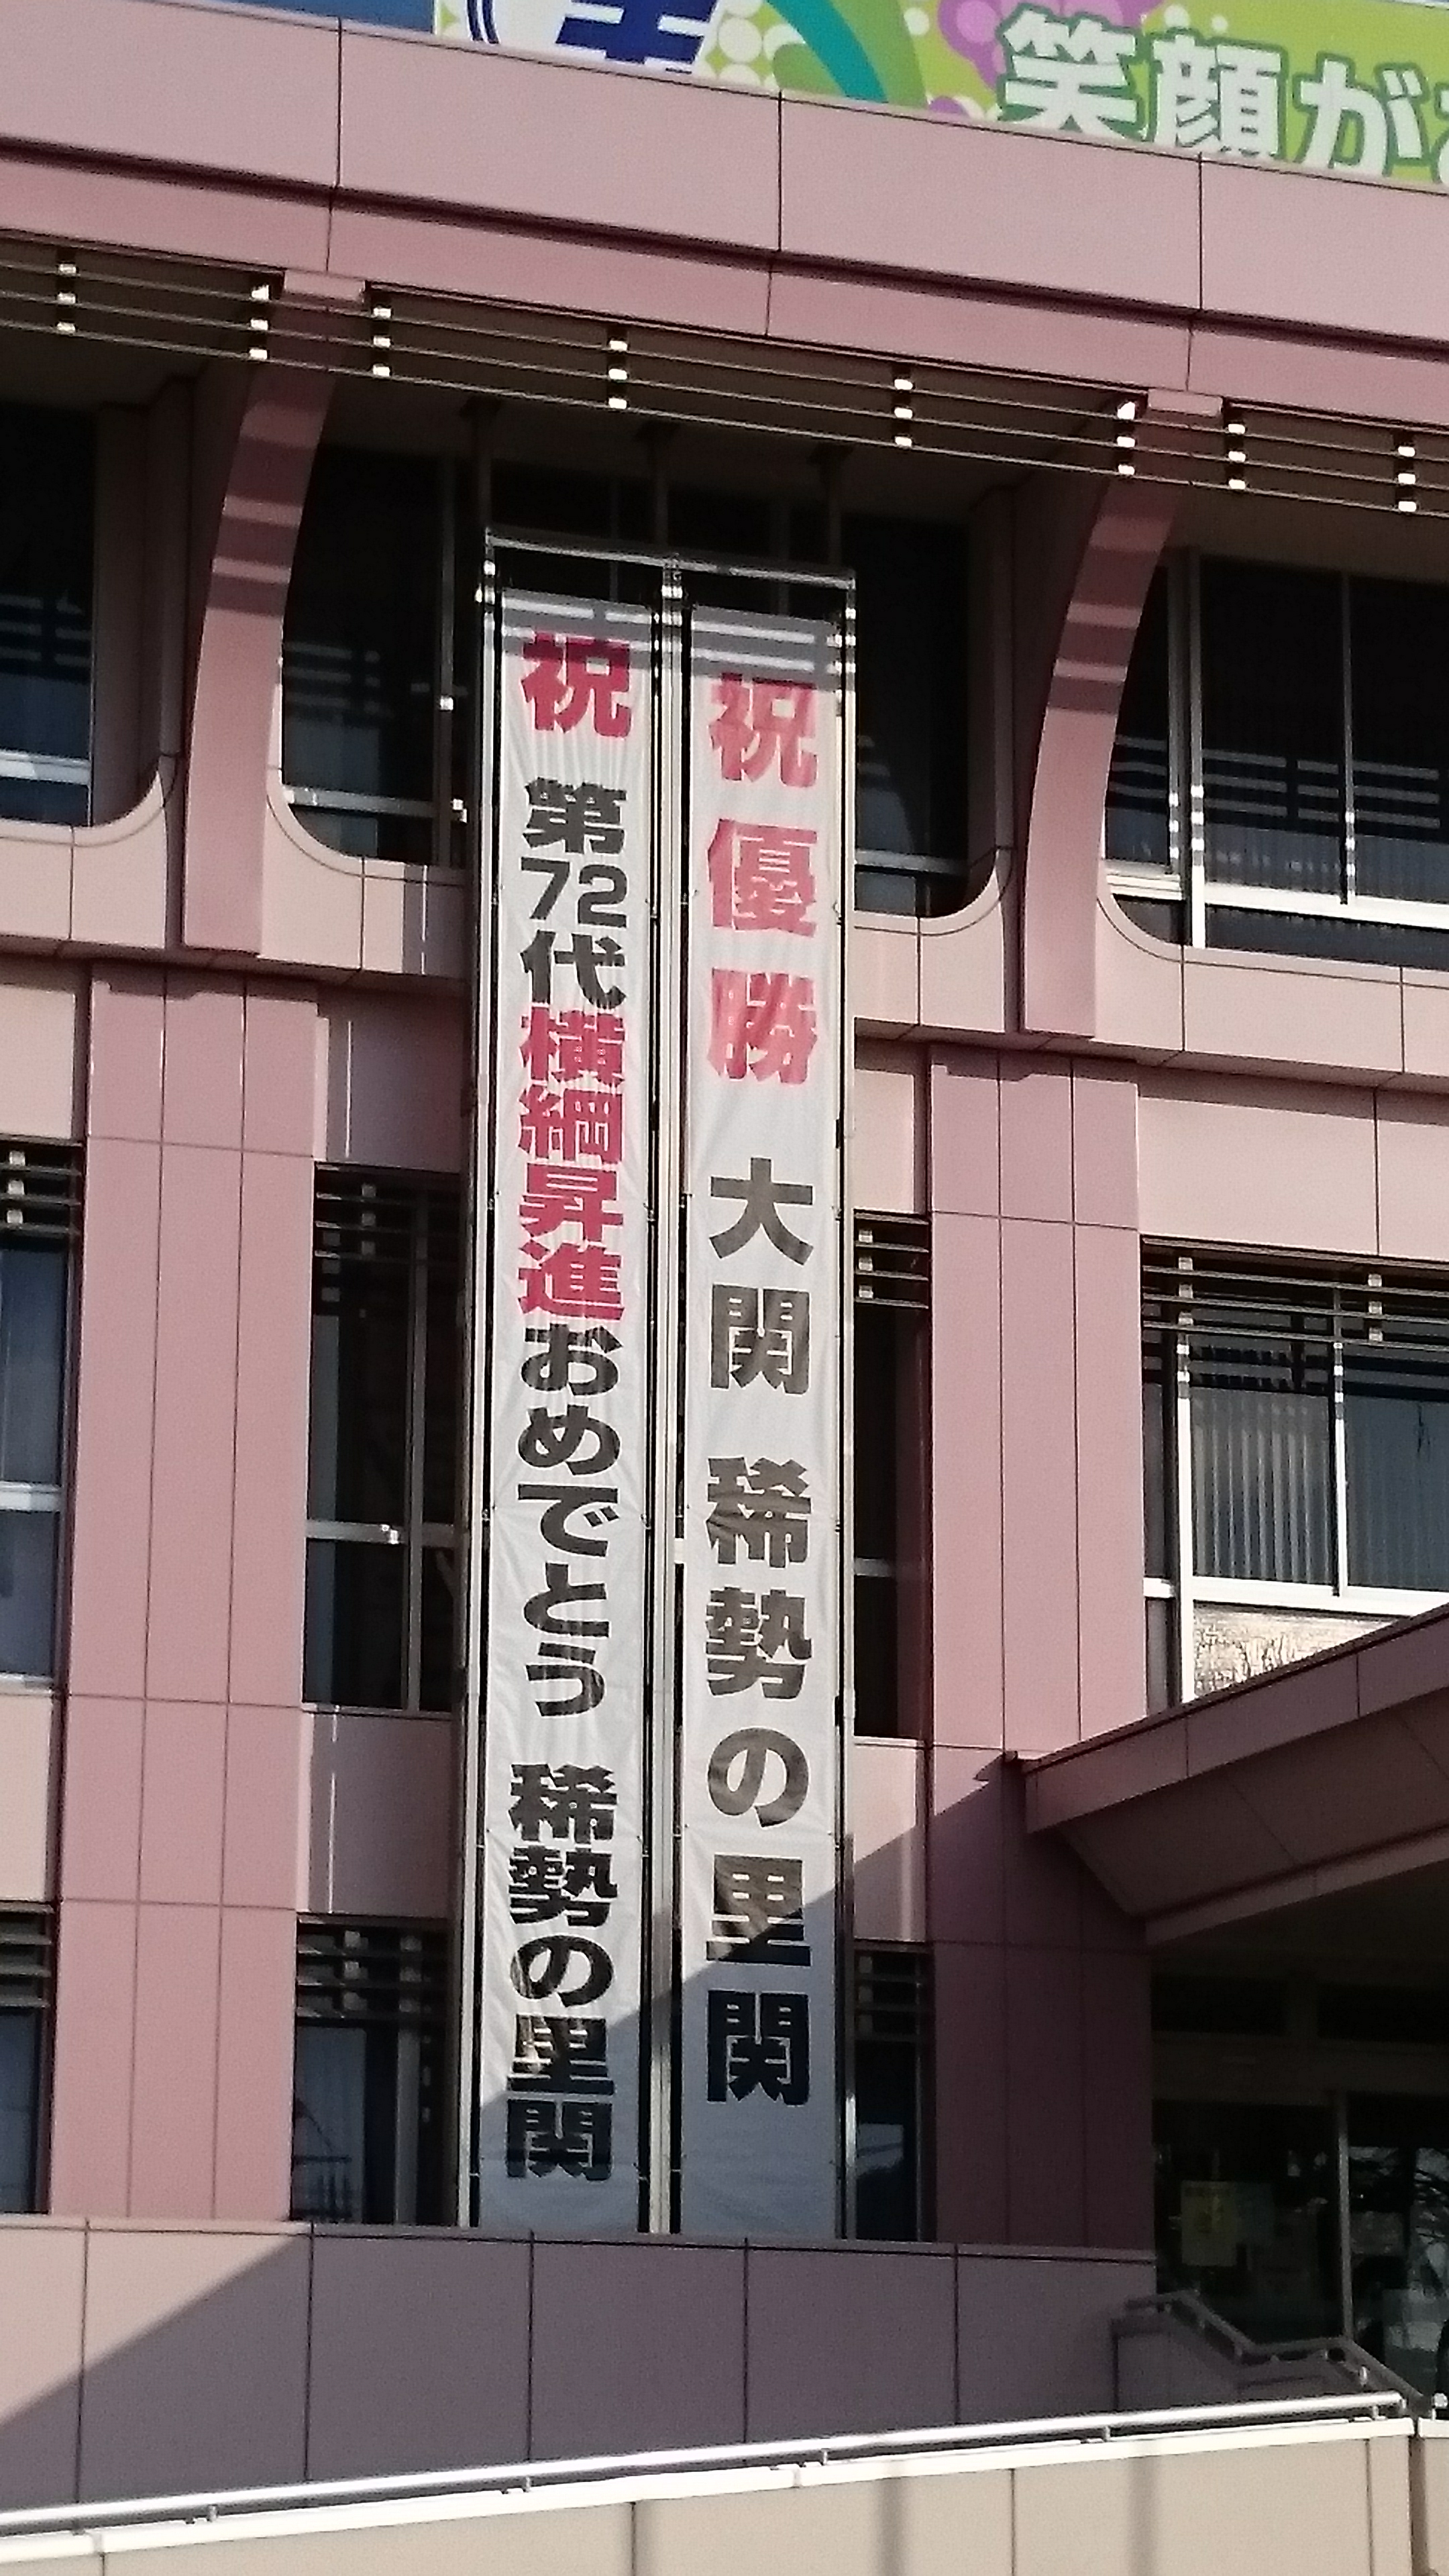 笑顔が
祝 優勝 大関 稀勢の里関
祝 第72代横綱昇進おめでとう 稀勢の里関